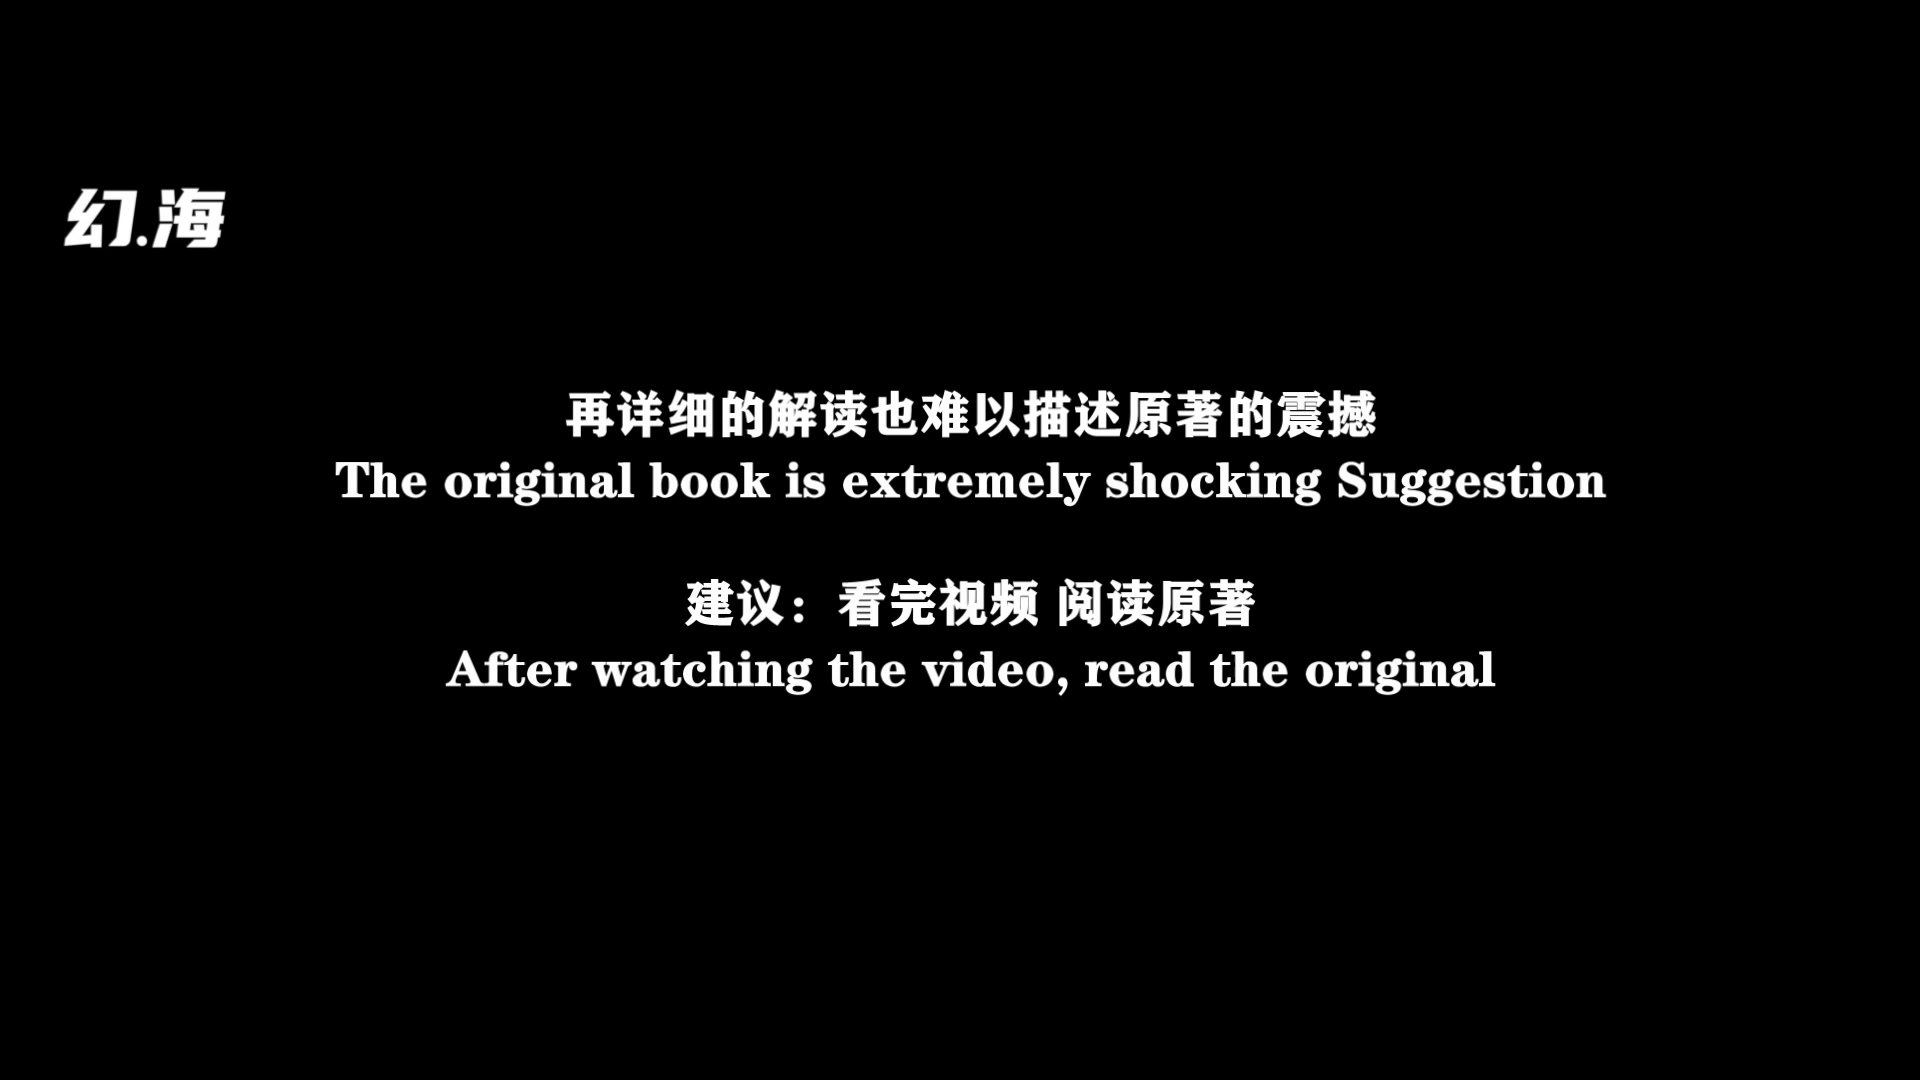 幻.海
再详细的解读也难以描述原著的震撼
The original book is extremely shocking Suggestion
建议：看完视频 阅读原著
After watching the video, read the original